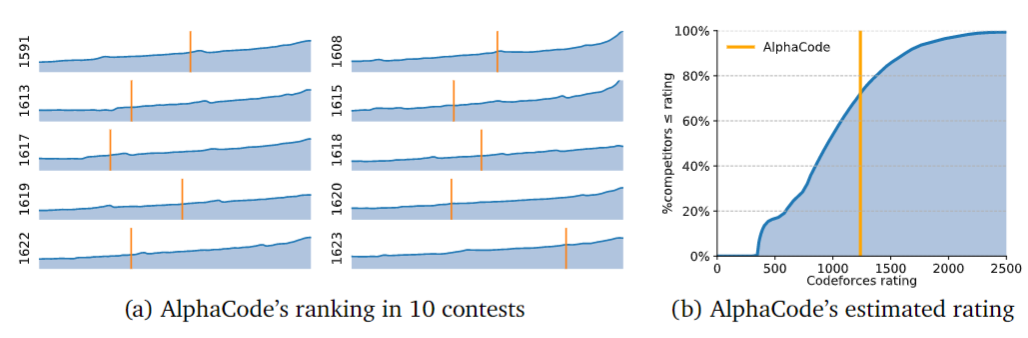 1591
1613
1617
1619
1622
1608
1615
1618
1620
1623
(a) AlphaCode's ranking in 10 contests
%competitors ≤ rating
100%
80%
60%
40%
20%
0%
AlphaCode
0 500 1000 1500 2000 2500
Codeforces rating
(b) AlphaCode's estimated rating